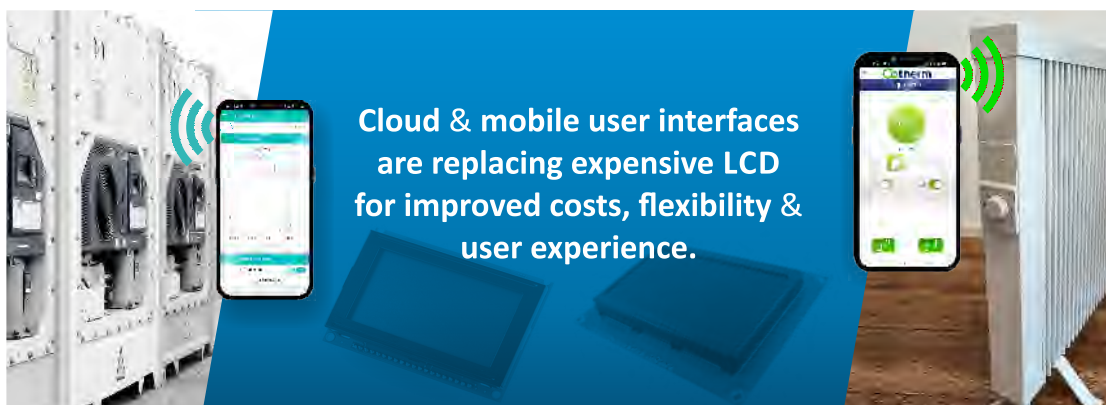 Cloud & mobile user interfaces
are replacing expensive LCD
for improved costs, flexibility &
user experience.